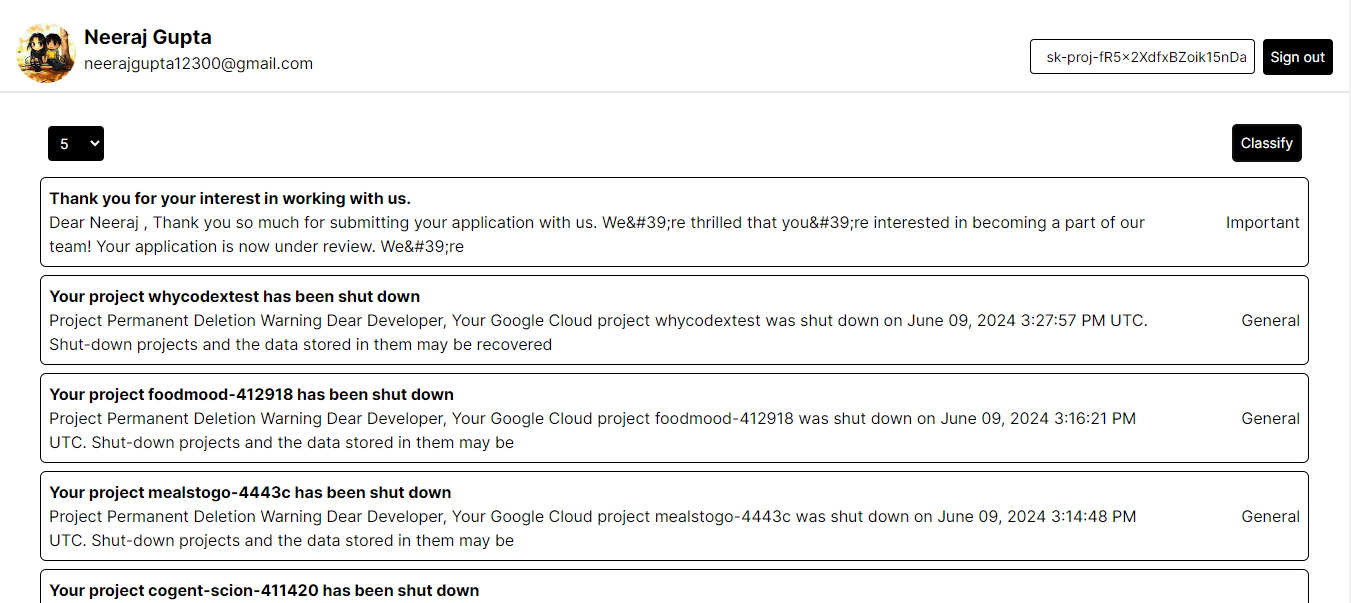 Neeraj Gupta
neerajgupta12300@gmail.com
sk-proj-fR5×2XdfxBZoik15nDa
Sign out
5
Classify
Thank you for your interest in working with us.
Dear Neeraj , Thank you so much for submitting your application with us. We&#39;re thrilled that you&#39;re interested in becoming a part of our
team! Your application is now under review. We&#39;re
Important
Your project whycodextest has been shut down
Project Permanent Deletion Warning Dear Developer, Your Google Cloud project whycodextest was shut down on June 09, 2024 3:27:57 PM UTC.
Shut-down projects and the data stored in them may be recovered
General
Your project foodmood-412918 has been shut down
Project Permanent Deletion Warning Dear Developer, Your Google Cloud project foodmood-412918 was shut down on June 09, 2024 3:16:21 PM
UTC. Shut-down projects and the data stored in them may be
General
Your project mealstogo-4443c has been shut down
Project Permanent Deletion Warning Dear Developer, Your Google Cloud project mealstogo-4443c was shut down on June 09, 2024 3:14:48 PM
UTC. Shut-down projects and the data stored in them may be
General
Your project cogent-scion-411420 has been shut down